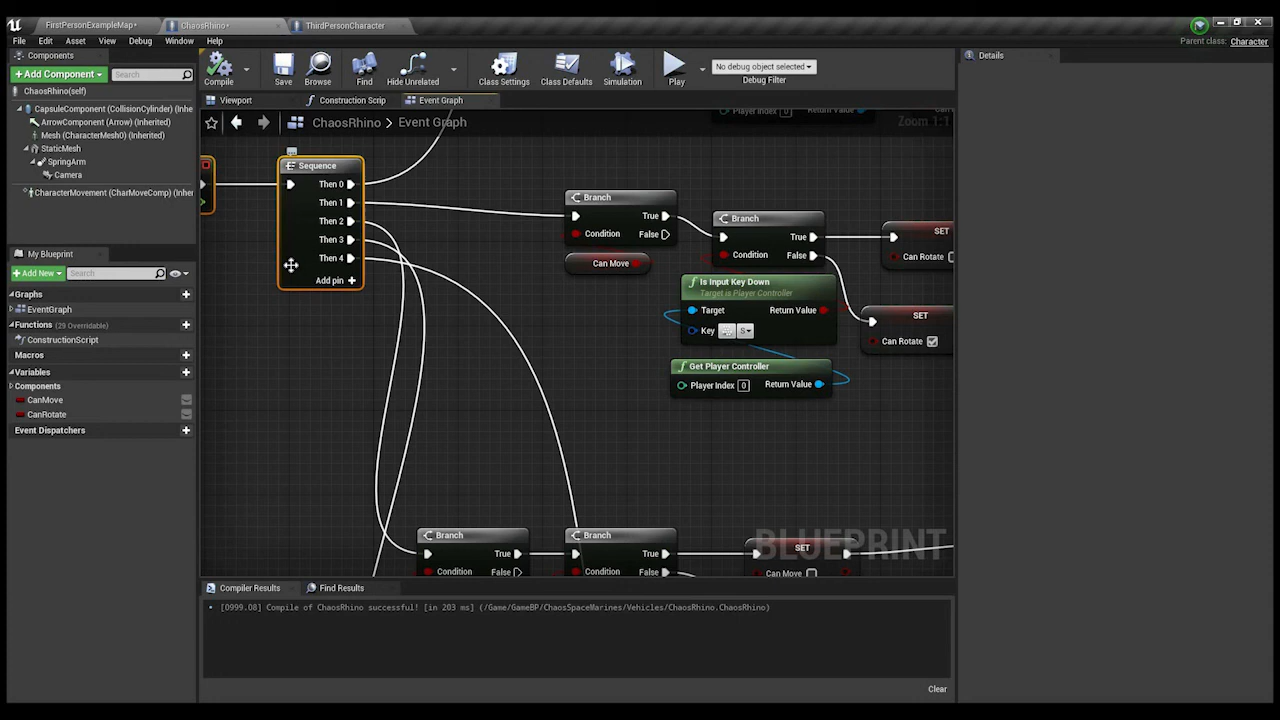 FirstPersonExampleMap*
ChaosRhino*
ThirdPersonCharacter
File Edit Asset View Debug Window Help
Parent class: Character
Components
+Add Component
Search
ChaosRhino(self)
CapsuleComponent (CollisionCylinder) (Inhe
ArrowComponent (Arrow) (Inherited)
Mesh (CharacterMesh0) (Inherited)
StaticMesh
SpringArm
Camera
CharacterMovement (CharMoveComp) (Inher
My Blueprint
+Add New
Search
Graphs
EventGraph
Functions (29 Overridable)
ConstructionScript
Macros
Variables
Components
CanMove
CanRotate
Event Dispatchers
Compile
Save
Browse
Find
Hide Unrelated
Class Settings
Class Defaults
Simulation
Play
No debug object selected
Debug Filter
Viewport
Construction Scrip
Event Graph
ChaosRhino > Event Graph
Zoom 1:1
Player Index 0 Return Value
Sequence
Then 0
Then 1
Then 2
Then 3
Then 4
Add pin +
Branch
True
Condition False
Can Move
Branch
True
Condition False
SET
Can Rotate
Is Input Key Down
Target is Player Controller
Target Return Value
Key S
SET
Can Rotate
Get Player Controller
Player Index 0 Return Value
Branch
True
Condition False
Branch
True
Condition False
SET
Can Move
BLUEPRINT
Details
Compiler Results
Find Results
[0999.08] Compile of ChaosRhino successful! [in 203 ms] (/Game/GameBP/ChaosSpaceMarines/Vehicles/ChaosRhino.ChaosRhino)
Clear